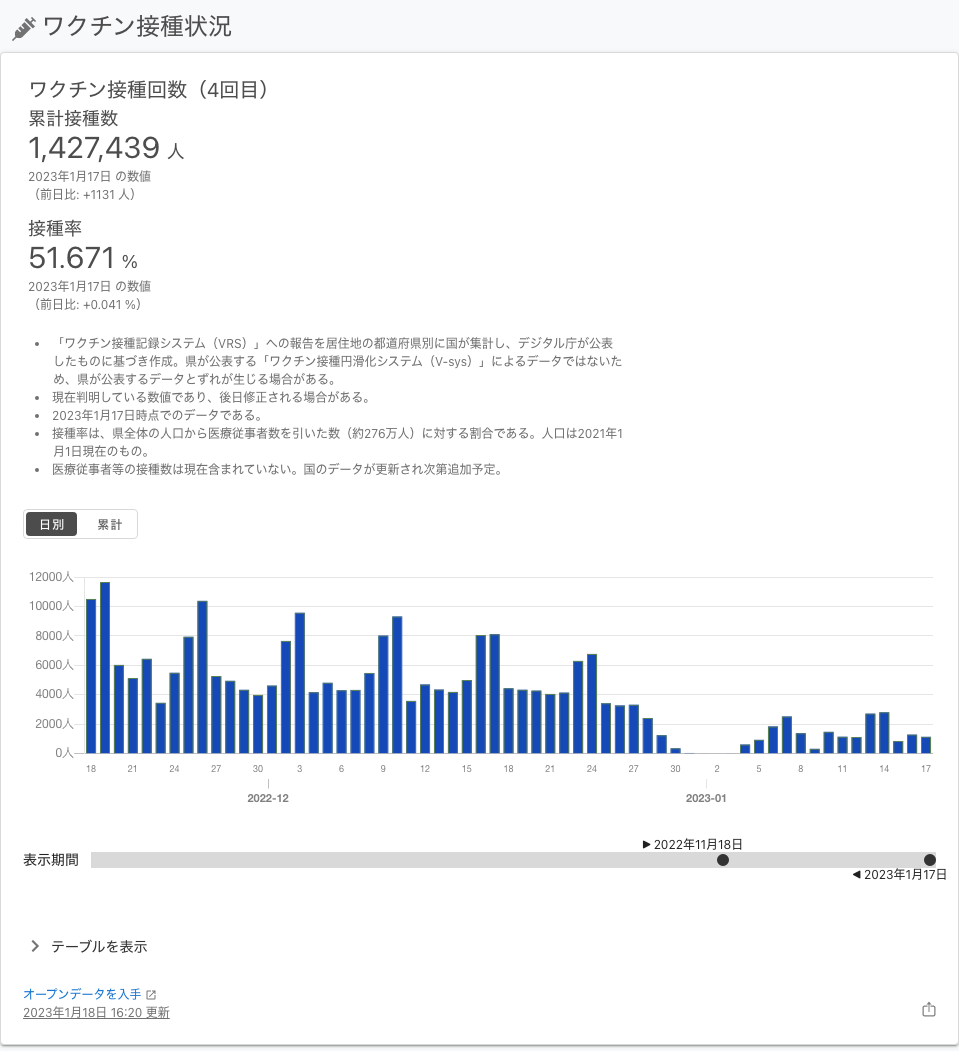 ワクチン接種状況
ワクチン接種回数（4回目）
累計接種数
1,427,439 人
2023年1月17日 の数値
（前日比: +1131 人）
接種率
51.671 %
2023年1月17日 の数値
（前日比: +0.041 %）
• 「ワクチン接種記録システム（VRS）」への報告を居住地の都道府県別に国が集計し、デジタル庁が公表
したものに基づき作成。県が公表する「ワクチン接種円滑化システム（V-sys）」によるデータではないた
め、県が公表するデータとずれが生じる場合がある。
• 現在判明している数値であり、後日修正される場合がある。
• 2023年1月17日時点でのデータである。
• 接種率は、県全体の人口から医療従事者数を引いた数（約276万人）に対する割合である。人口は2021年1
月1日現在のもの。
• 医療従事者等の接種数は現在含まれていない。国のデータが更新され次第追加予定。
日別 累計
12000人
10000人
8000人
6000人
4000人
2000人
0人
18 21 24 27 30 3 6 9 12 15 18 21 24 27 30 2 5 8 11 14 17
2022-12 2023-01
▶ 2022年11月18日
表示期間
◀ 2023年1月17日
テーブルを表示
オープンデータを入手
2023年1月18日 16:20 更新